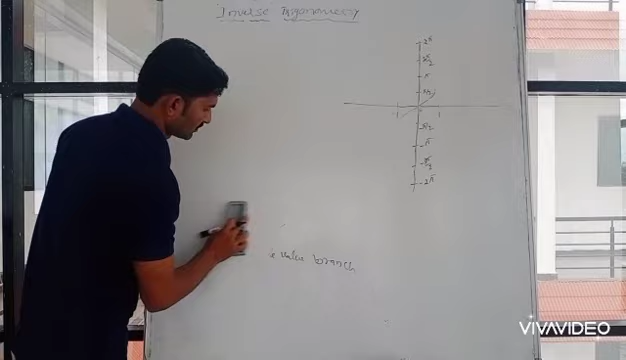 Inverse trigonometry
2π
3π/2
π
π/2
-1 1
-π/2
-π
-3π/2
-2π
value branch
VIVAVIDEO